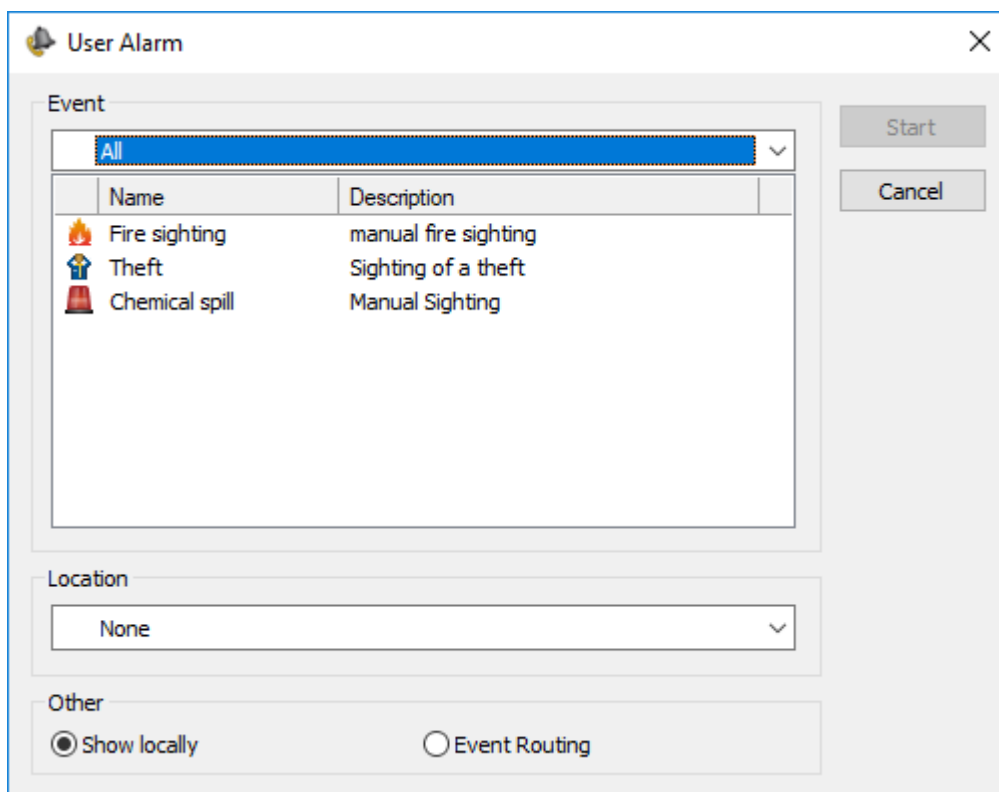 User Alarm
Event
All
Start
Cancel
Name Description
Fire sighting manual fire sighting
Theft Sighting of a theft
Chemical spill Manual Sighting
Location
None
Other
Show locally Event Routing